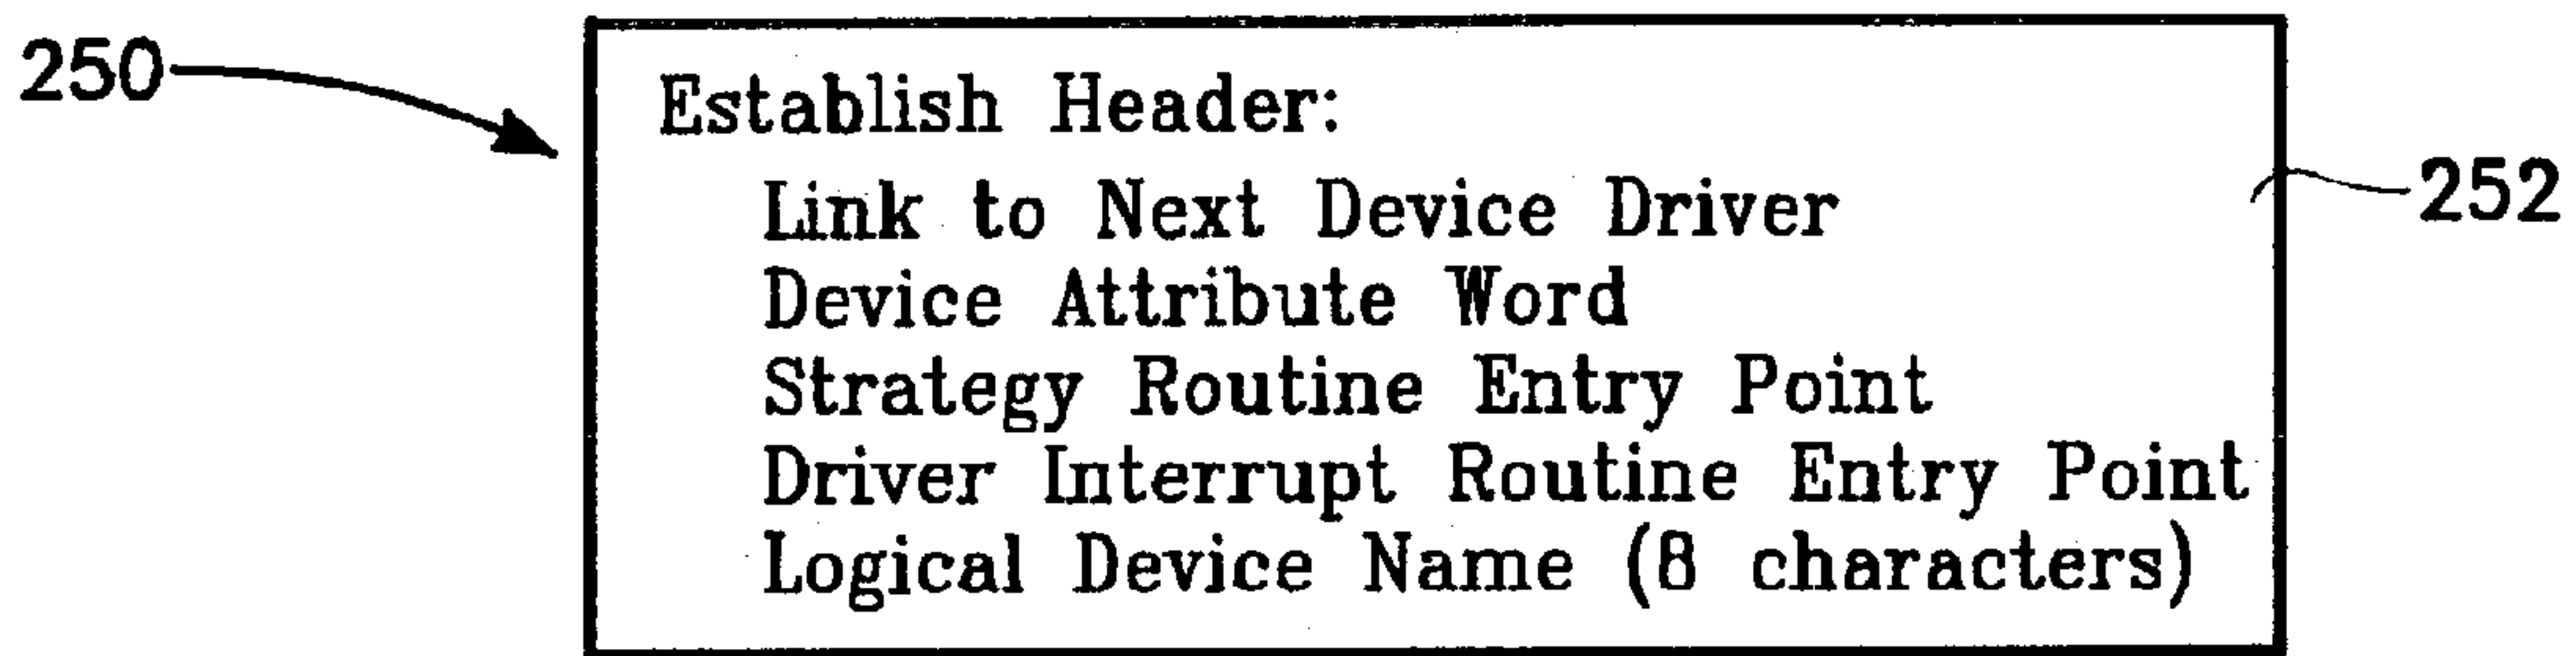 250
Establish Header:
Link to Next Device Driver
252
Device Attribute Word
Strategy Routine Entry Point
Driver Interrupt Routine Entry Point
Logical Device Name (8 characters)